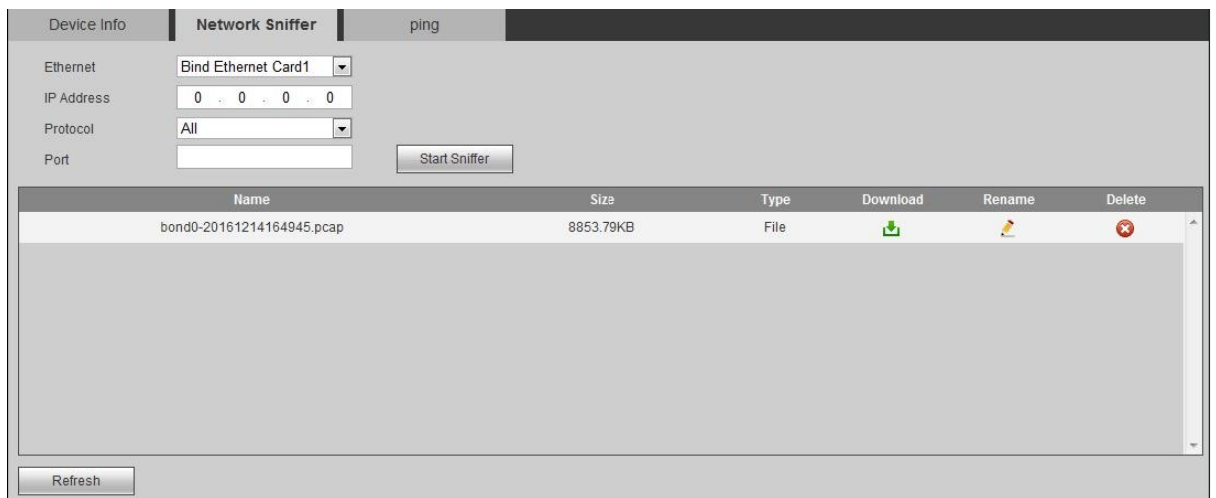 Device Info Network Sniffer ping
Ethernet Bind Ethernet Card1
IP Address 0 . 0 . 0 . 0
Protocol All
Port Start Sniffer
Name Size Type Download Rename Delete
bond0-20161214164945.pcap 8853.79KB File
Refresh